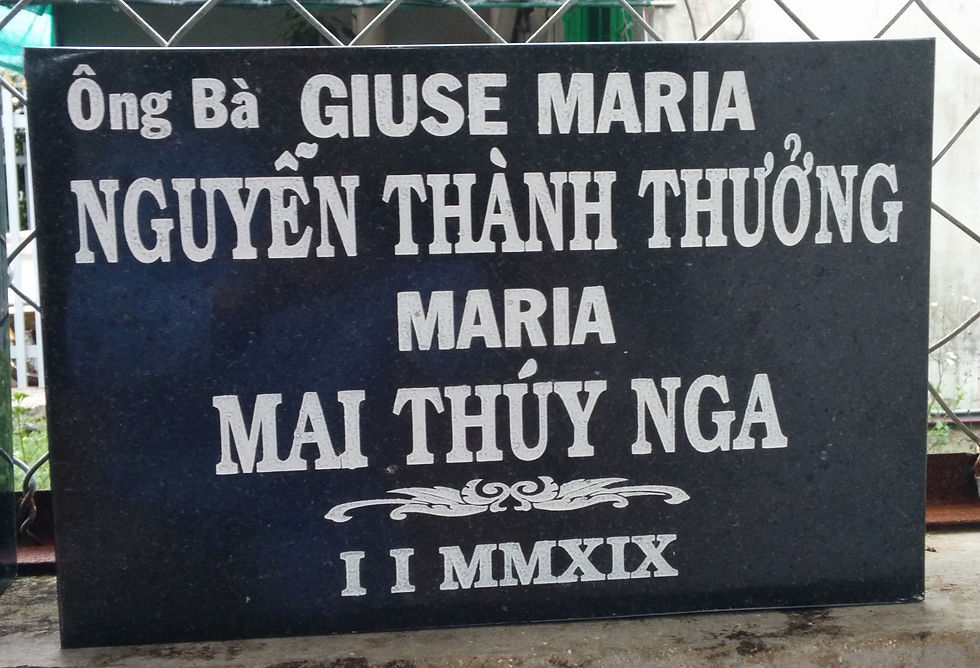 Ông Bà GIUSE MARIA
NGUYỄN THÀNH THƯỞNG
MARIA
MAI THÚY NGA
I I MMXIX